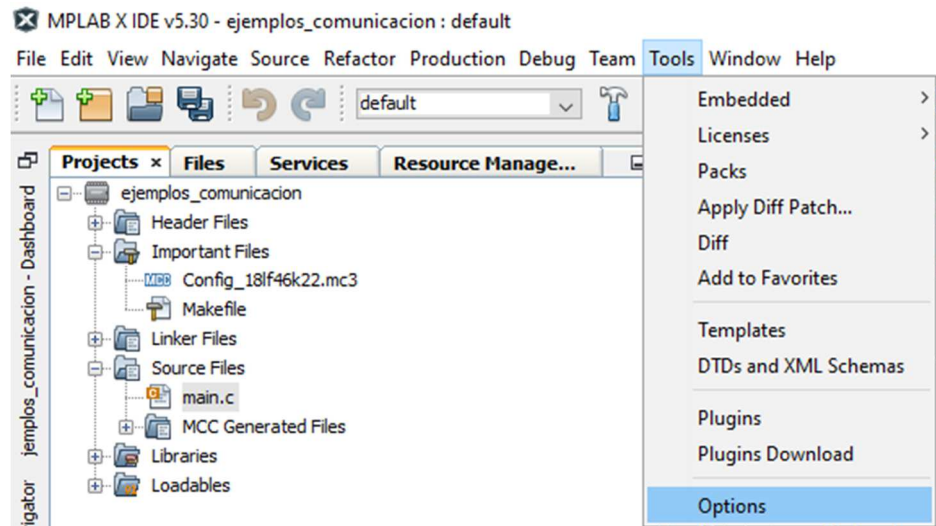 MPLAB X IDE v5.30 - ejemplos_comunicacion : default
File Edit View Navigate Source Refactor Production Debug Team Tools Window Help
default
Projects × Files Services Resource Manage...
ejemplos_comunicacion
Header Files
Important Files
MCC Config_18lf46k22.mc3
Makefile
Linker Files
Source Files
main.c
MCC Generated Files
Libraries
Loadables
Embedded
Licenses
Packs
Apply Diff Patch...
Diff
Add to Favorites
Templates
DTDs and XML Schemas
Plugins
Plugins Download
Options
jemplos_comunicacion - Dashboard
igator